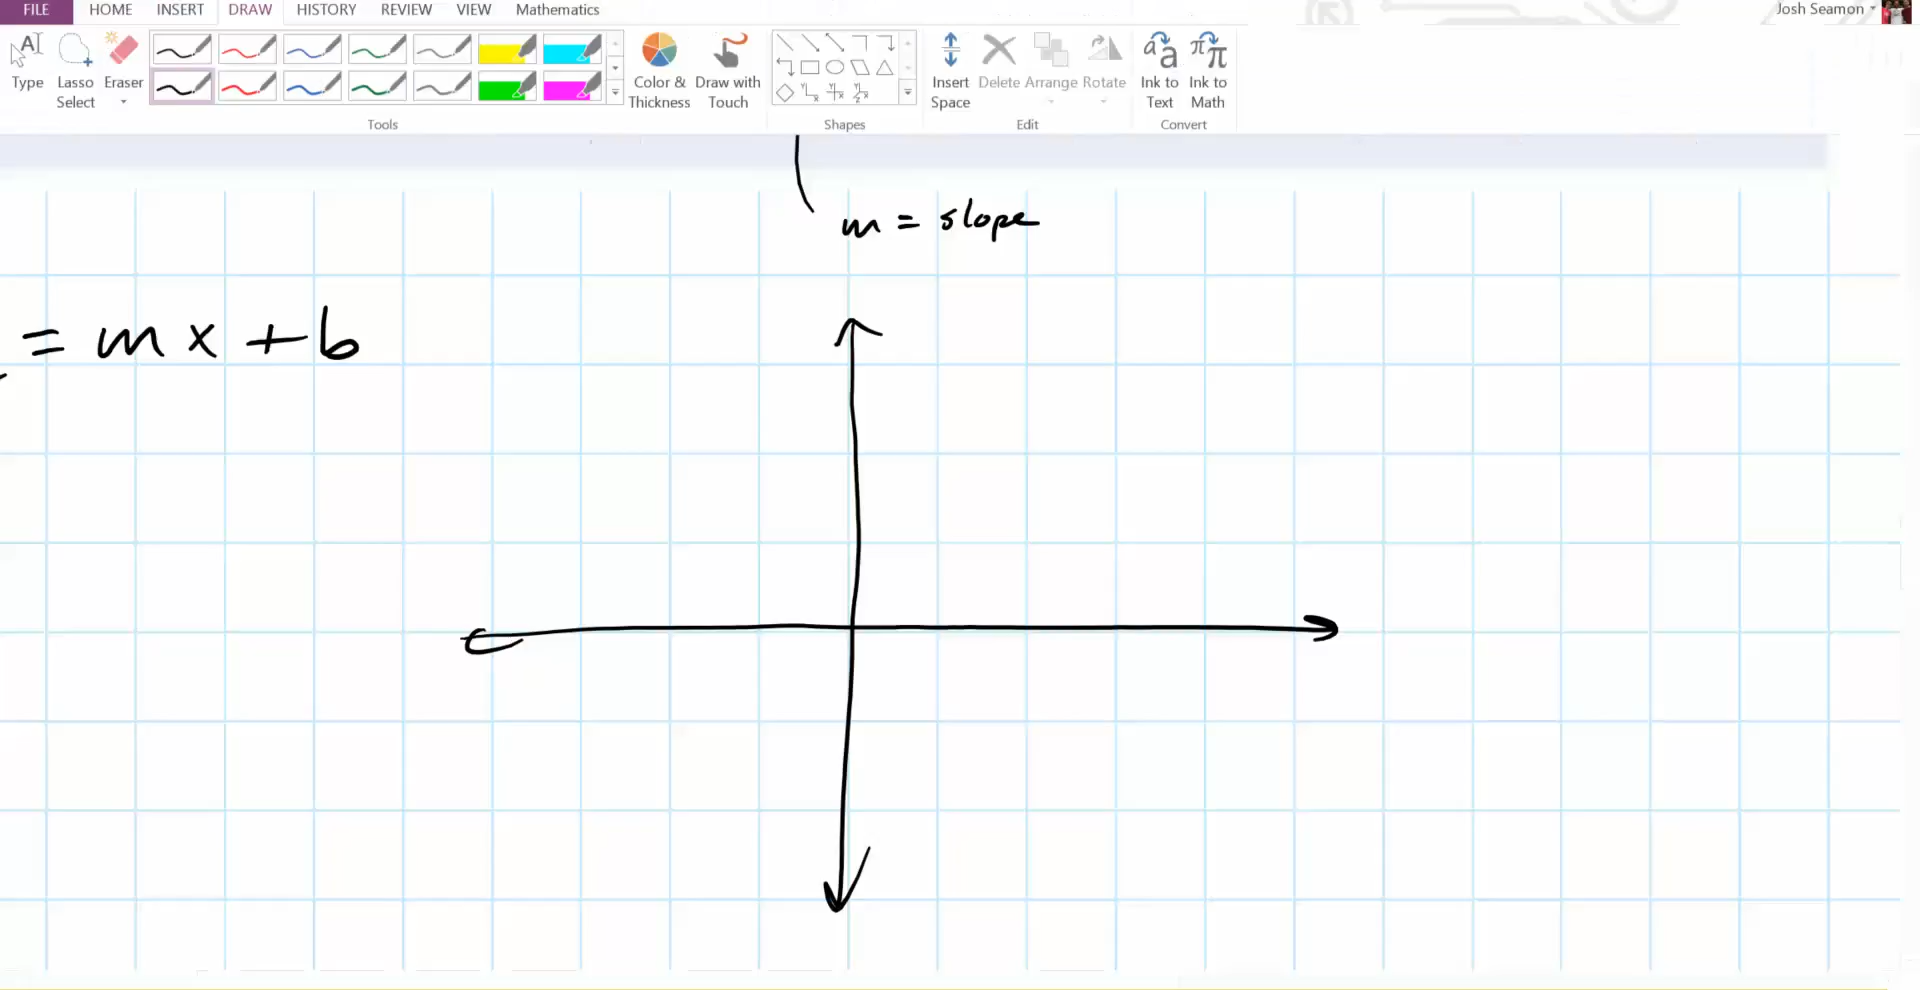 FILE HOME INSERT DRAW HISTORY REVIEW VIEW Mathematics Josh Seamon
Type Lasso Select Eraser Color & Thickness Draw with Touch Insert Space Delete Arrange Rotate Ink to Text Ink to Math
Tools Shapes Edit Convert
m = slope
= mx + b